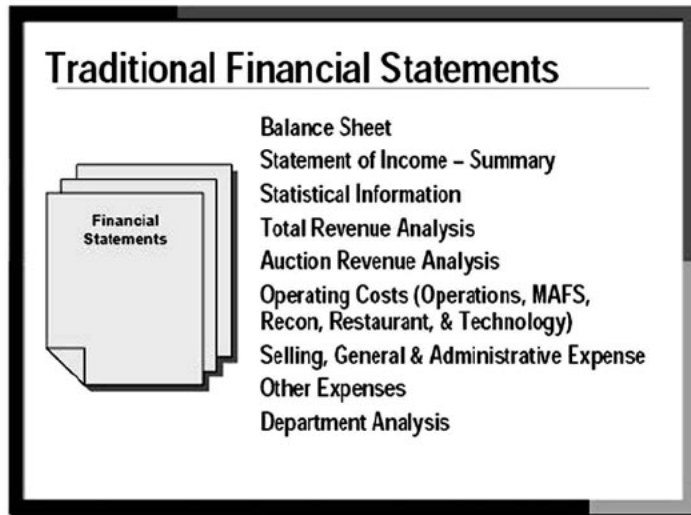 Traditional Financial Statements
Financial
Statements
Balance Sheet
Statement of Income – Summary
Statistical Information
Total Revenue Analysis
Auction Revenue Analysis
Operating Costs (Operations, MAFS,
Recon, Restaurant, & Technology)
Selling, General & Administrative Expense
Other Expenses
Department Analysis